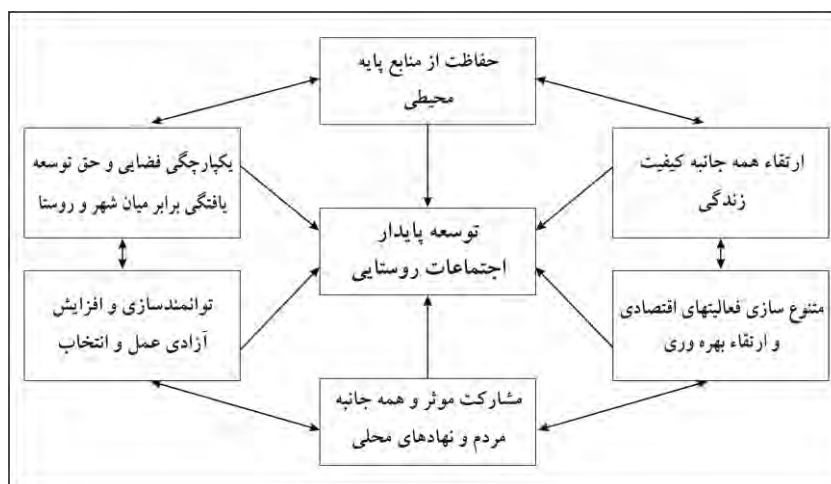 حفاظت از منابع پایه
محیطی
ارتقاء همه جانبه کیفیت
زندگی
یکپارچگی فضایی و حق توسعه
یافتگی برابر میان شهر و روستا
توسعه پایدار
اجتماعات روستایی
متنوع سازی فعالیتهای اقتصادی
و ارتقاء بهره وری
توانمندسازی و افزایش
آزادی عمل و انتخاب
مشارکت موثر و همه جانبه
مردم و نهادهای محلی